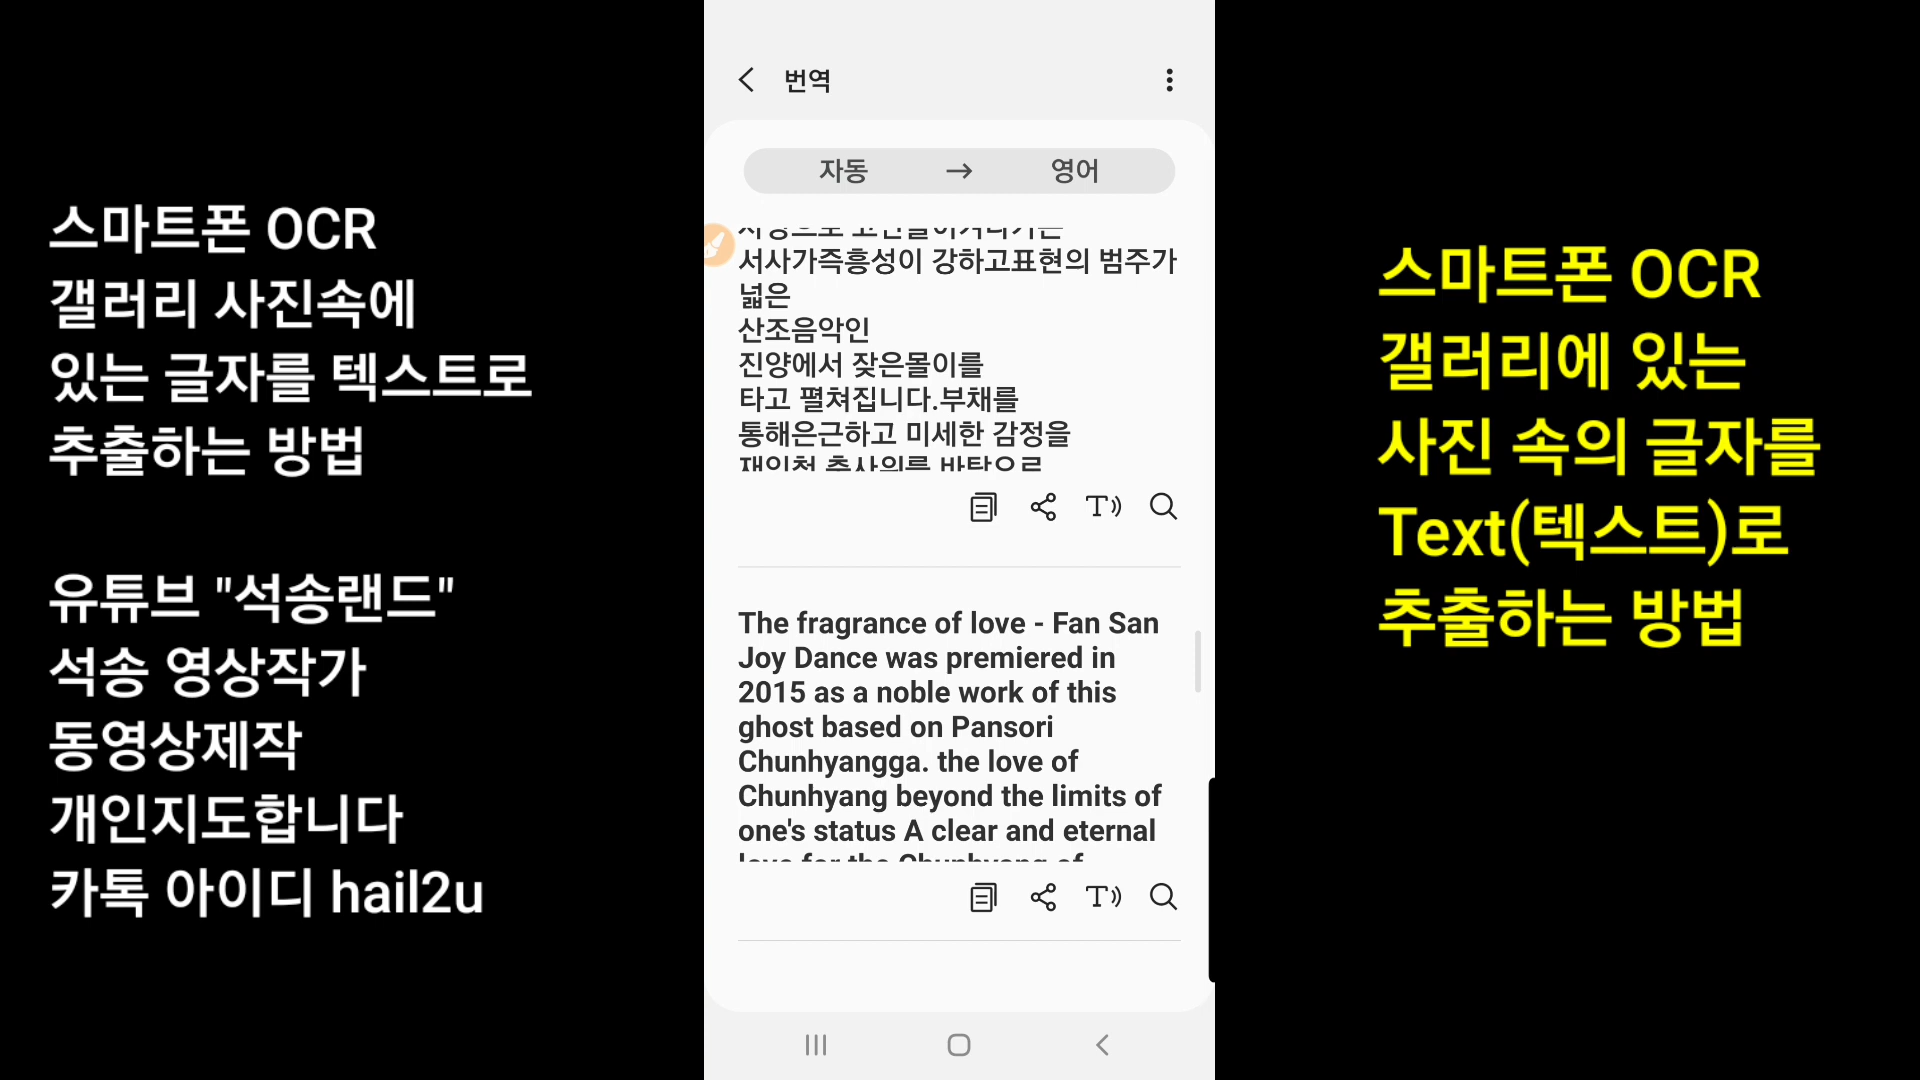 스마트폰 OCR
갤러리 사진속에
있는 글자를 텍스트로
추출하는 방법
유튜브 "석송랜드"
석송 영상작가
동영상제작
개인지도합니다
카톡 아이디 hail2u
번역
자동 → 영어
서사가즉흥성이 강하고표현의 범주가
넓은
산조음악인
진양에서 잦은몰이를
타고 펼쳐집니다.부채를
통해은근하고 미세한 감정을
The fragrance of love - Fan San
Joy Dance was premiered in
2015 as a noble work of this
ghost based on Pansori
Chunhyangga. the love of
Chunhyang beyond the limits of
one's status A clear and eternal
love for the Chunhyang of
스마트폰 OCR
갤러리에 있는
사진 속의 글자를
Text(텍스트)로
추출하는 방법